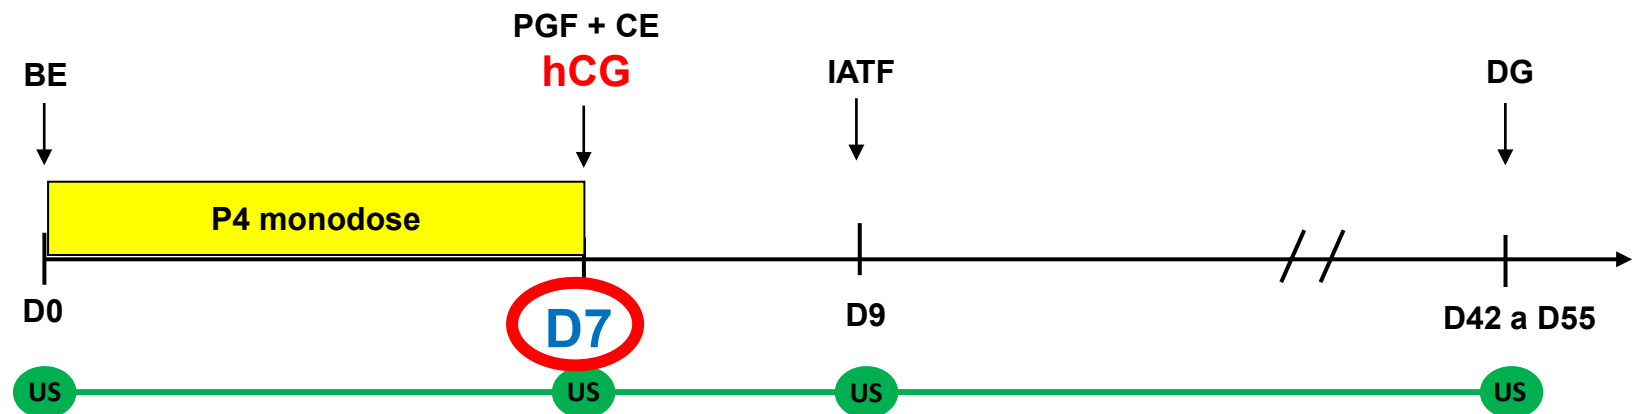 PGF + CE
BE
hCG
IATF
DG
P4 monodose
D0
D7
D9
D42 a D55
US
US
US
US